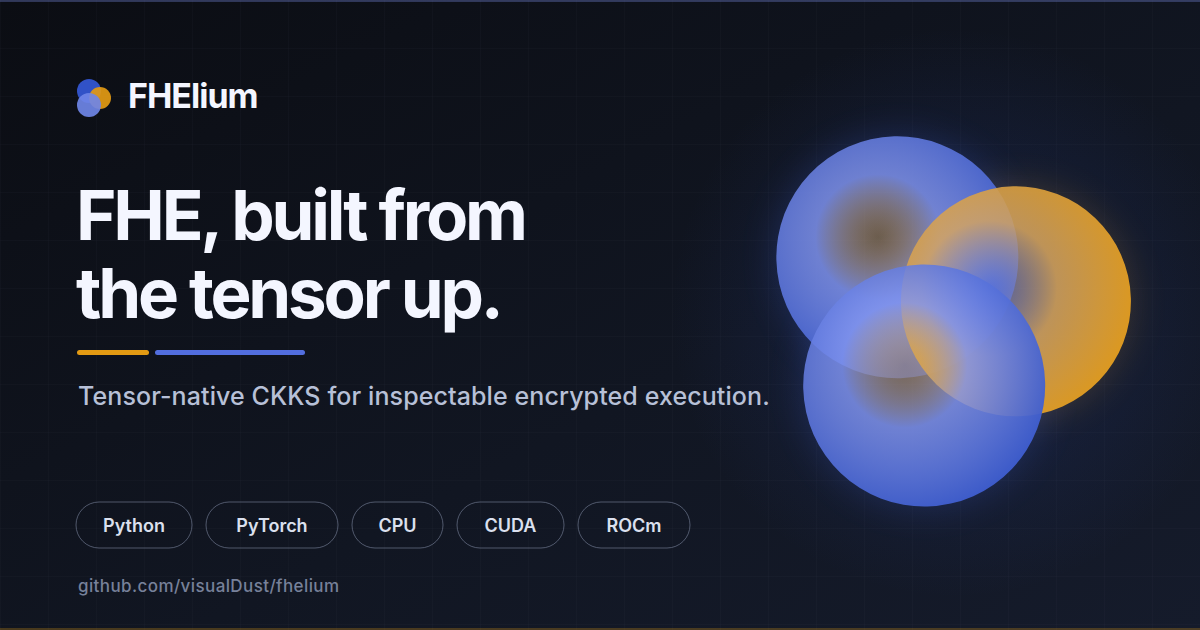 FHElium
FHE, built from
the tensor up.
Tensor-native CKKS for inspectable encrypted execution.
Python PyTorch CPU CUDA ROCm
github.com/visualDust/fhelium